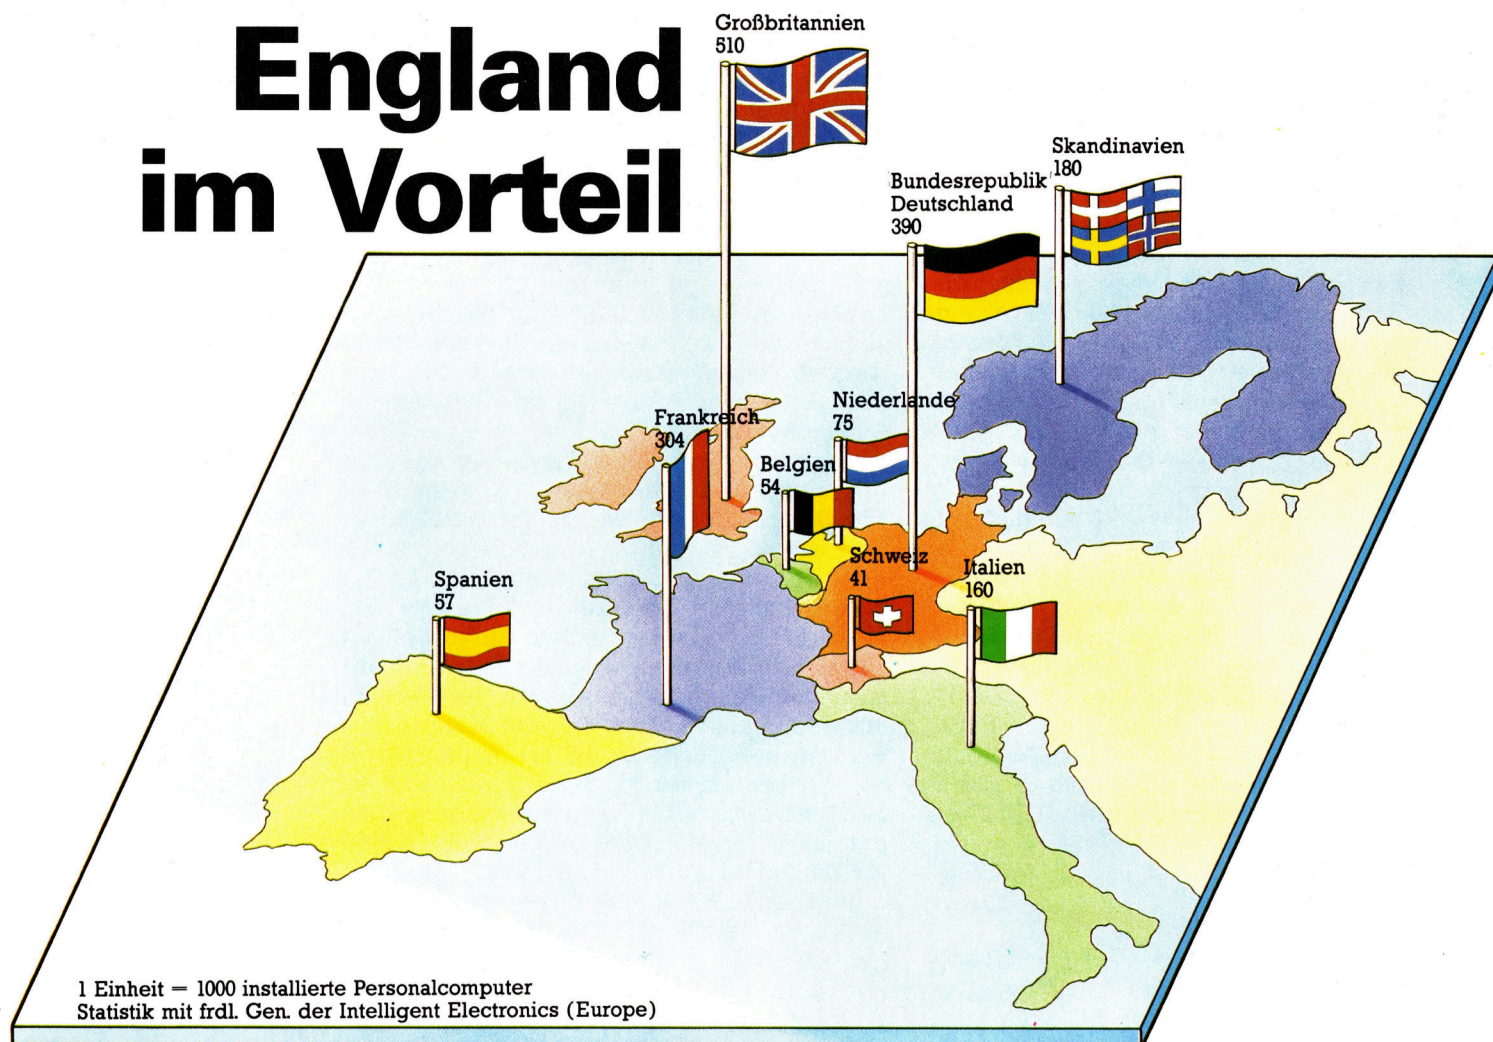 England
im Vorteil
Großbritannien
510
Skandinavien
180
Bundesrepublik
Deutschland
390
Niederlande
75
Frankreich
304
Belgien
54
Schweiz
41
Italien
160
Spanien
57
1 Einheit = 1000 installierte Personalcomputer
Statistik mit frdl. Gen. der Intelligent Electronics (Europe)